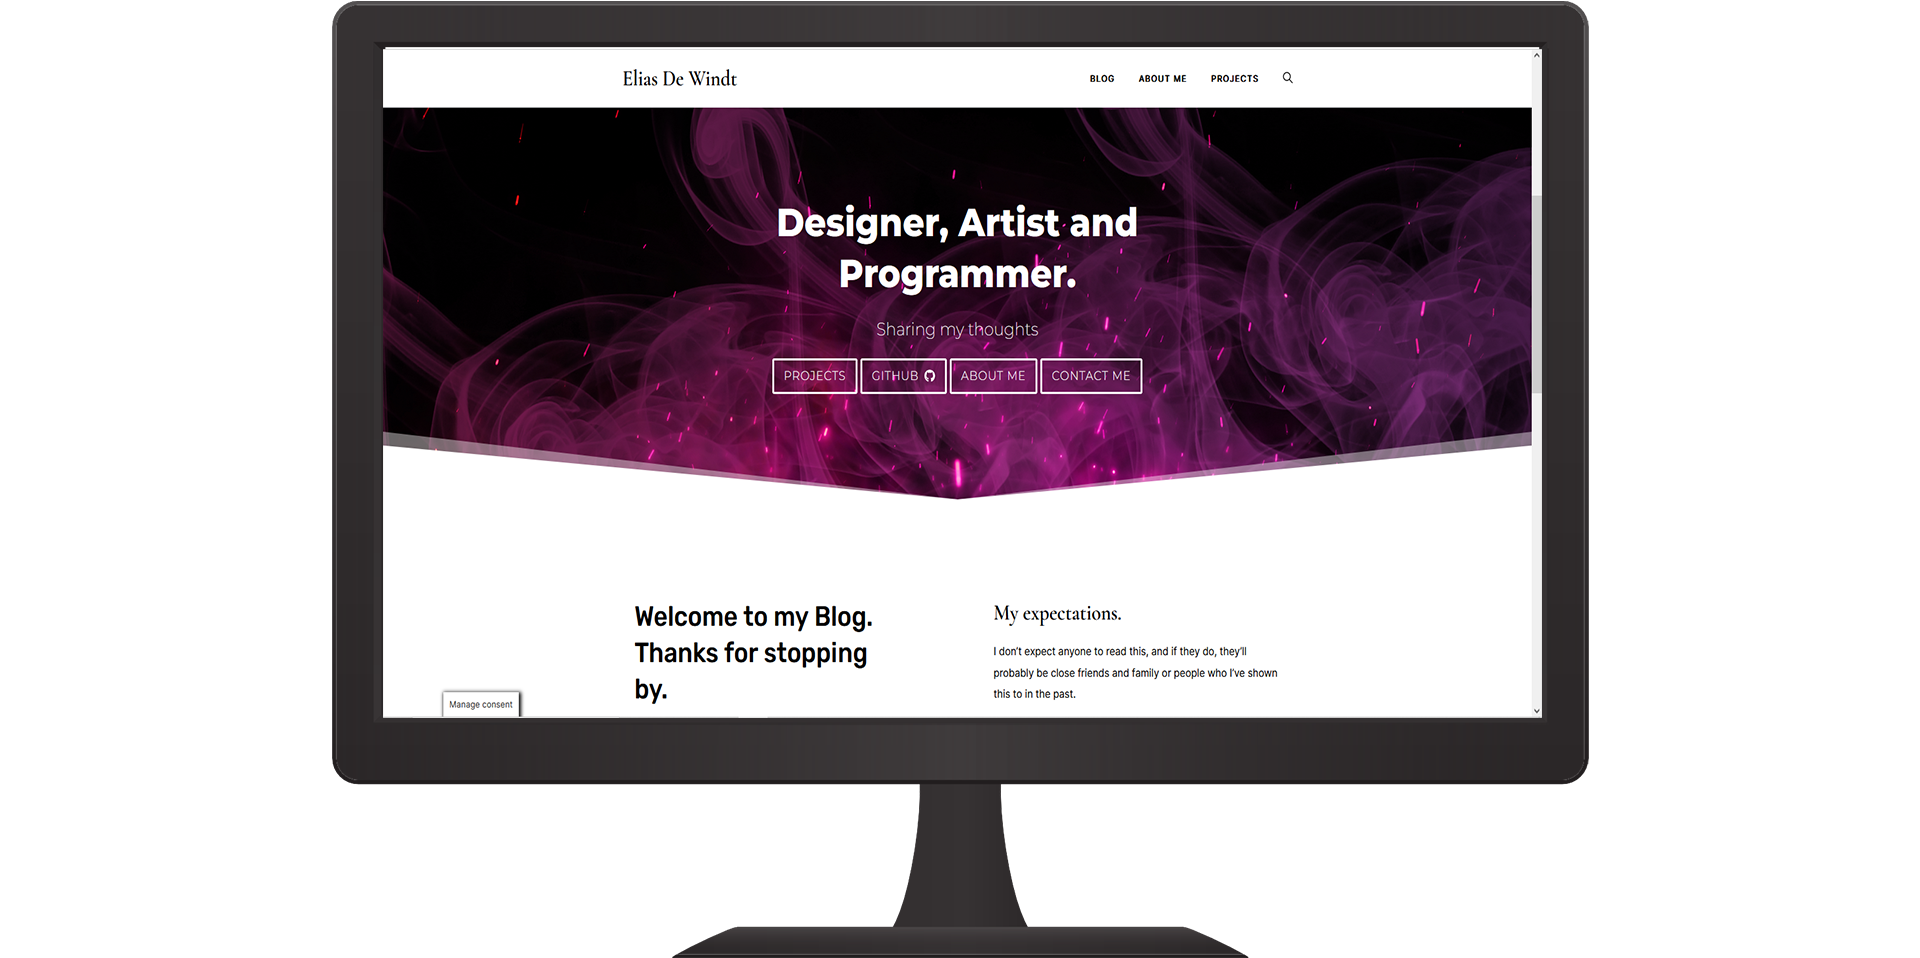 Elias De Windt
BLOG ABOUT ME PROJECTS
Designer, Artist and
Programmer.
Sharing my thoughts
PROJECTS GITHUB ABOUT ME CONTACT ME
Welcome to my Blog.
Thanks for stopping
by.
My expectations.
I don't expect anyone to read this, and if they do, they'll
probably be close friends and family or people who I've shown
this to in the past.
Manage consent